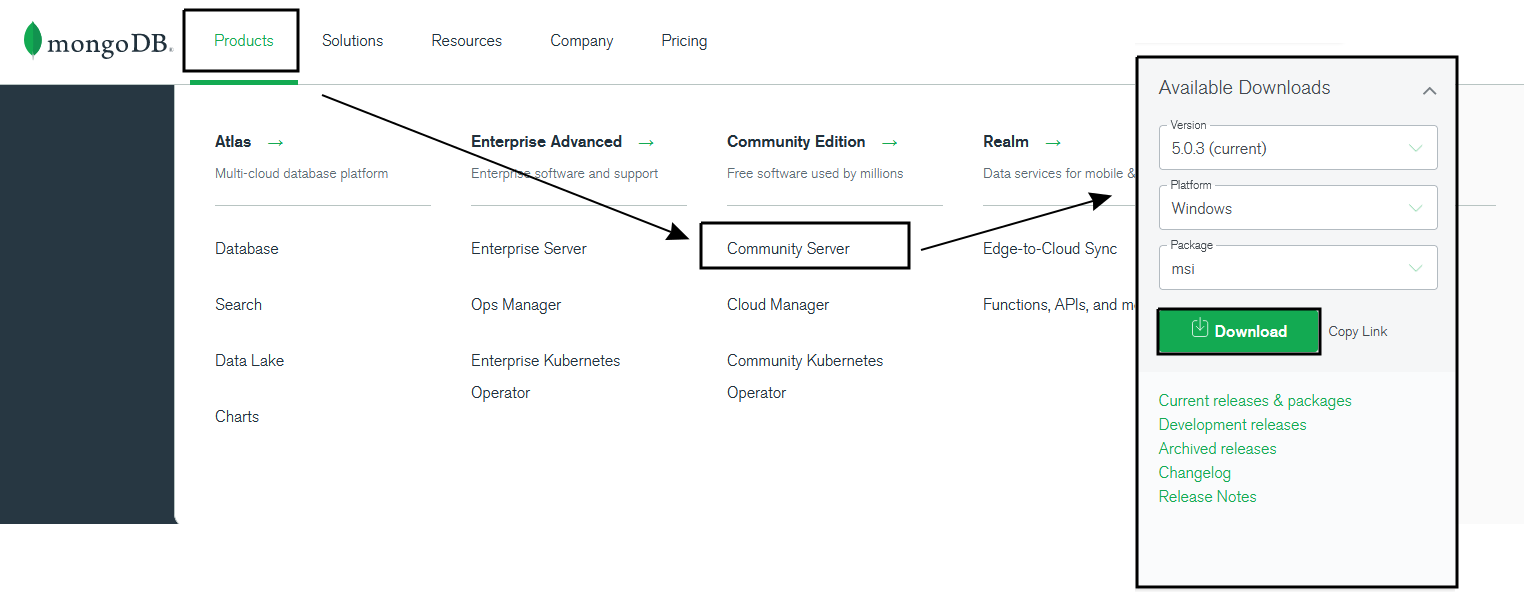 mongoDB.
Products
Solutions
Resources
Company
Pricing
Atlas →
Multi-cloud database platform
Database
Search
Data Lake
Charts
Enterprise Advanced →
Enterprise software and support
Enterprise Server
Ops Manager
Enterprise Kubernetes
Operator
Community Edition →
Free software used by millions
Community Server
Cloud Manager
Community Kubernetes
Operator
Realm →
Data services for mobile &
Edge-to-Cloud Sync
Functions, APIs, and
Available Downloads
Version
5.0.3 (current)
Platform
Windows
Package
msi
Download
Copy Link
Current releases & packages
Development releases
Archived releases
Changelog
Release Notes